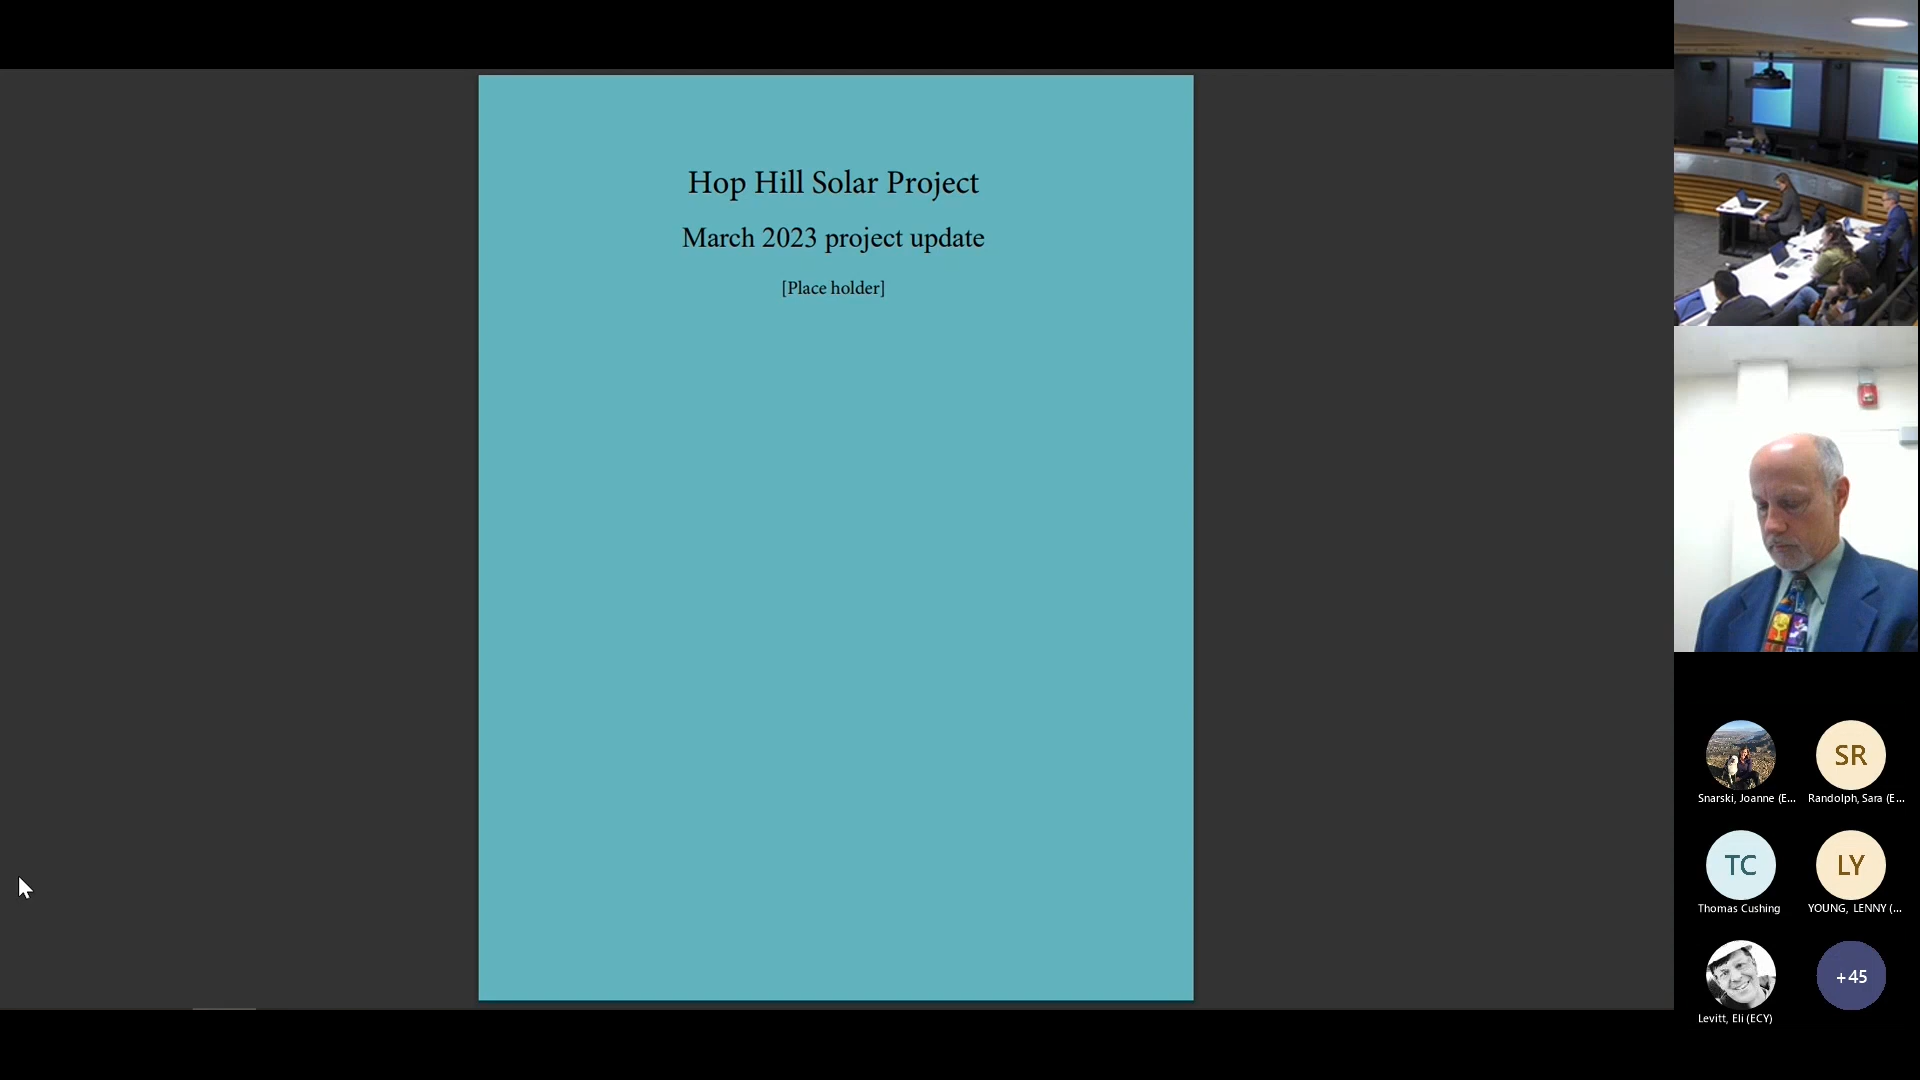 Hop Hill Solar Project
March 2023 project update
[Place holder]
SR
Snarski, Joanne (E...
Randolph, Sara (E...
TC
LY
Thomas Cushing
YOUNG, LENNY (...
+45
Levitt, Eli (ECY)